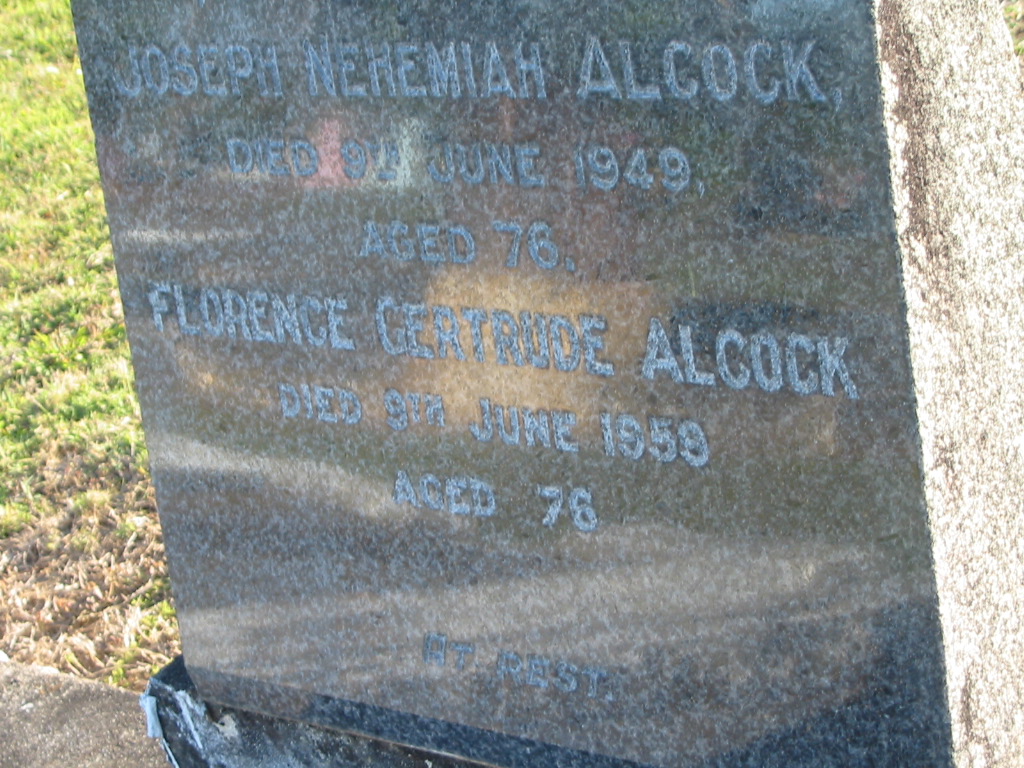 JOSEPH NEHEMIAH ALCOCK,
DIED 9TH JUNE 1949,
AGED 76.
FLORENCE GERTRUDE ALCOCK
DIED 9TH JUNE 1959
AGED 76
AT REST.